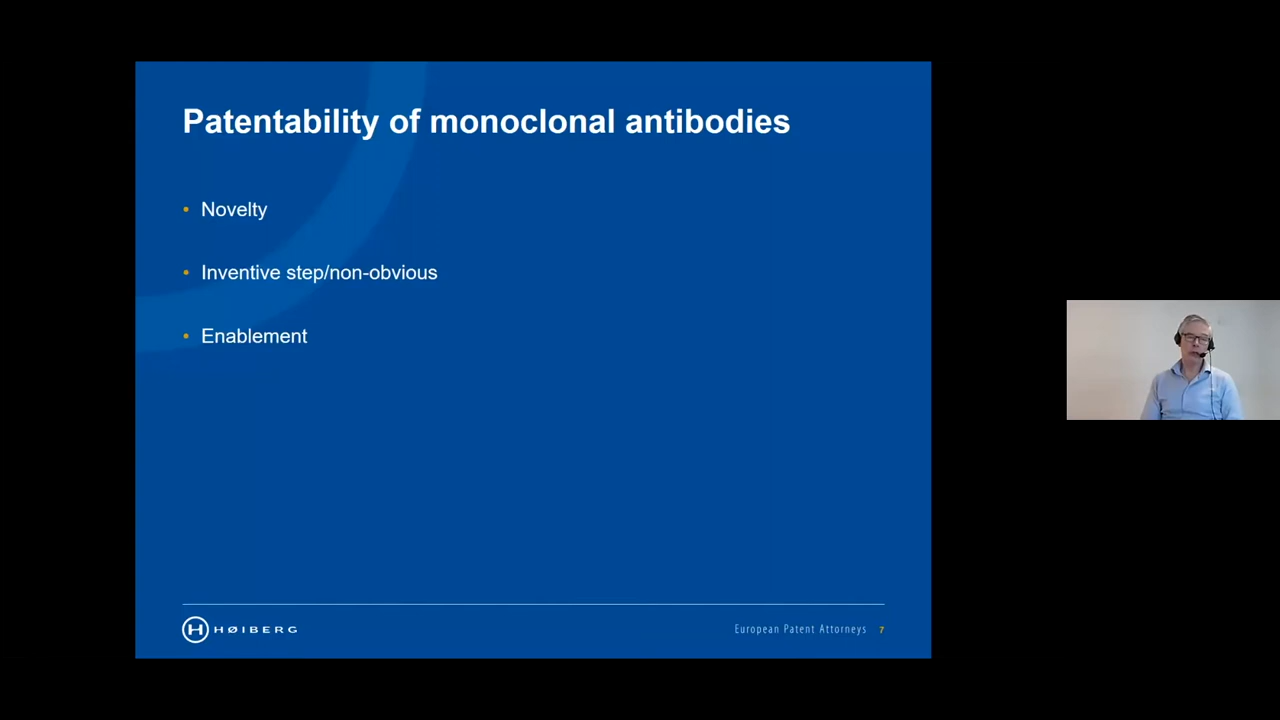 Patentability of monoclonal antibodies
• Novelty
• Inventive step/non-obvious
• Enablement
HØIBERG
European Patent Attorneys 7